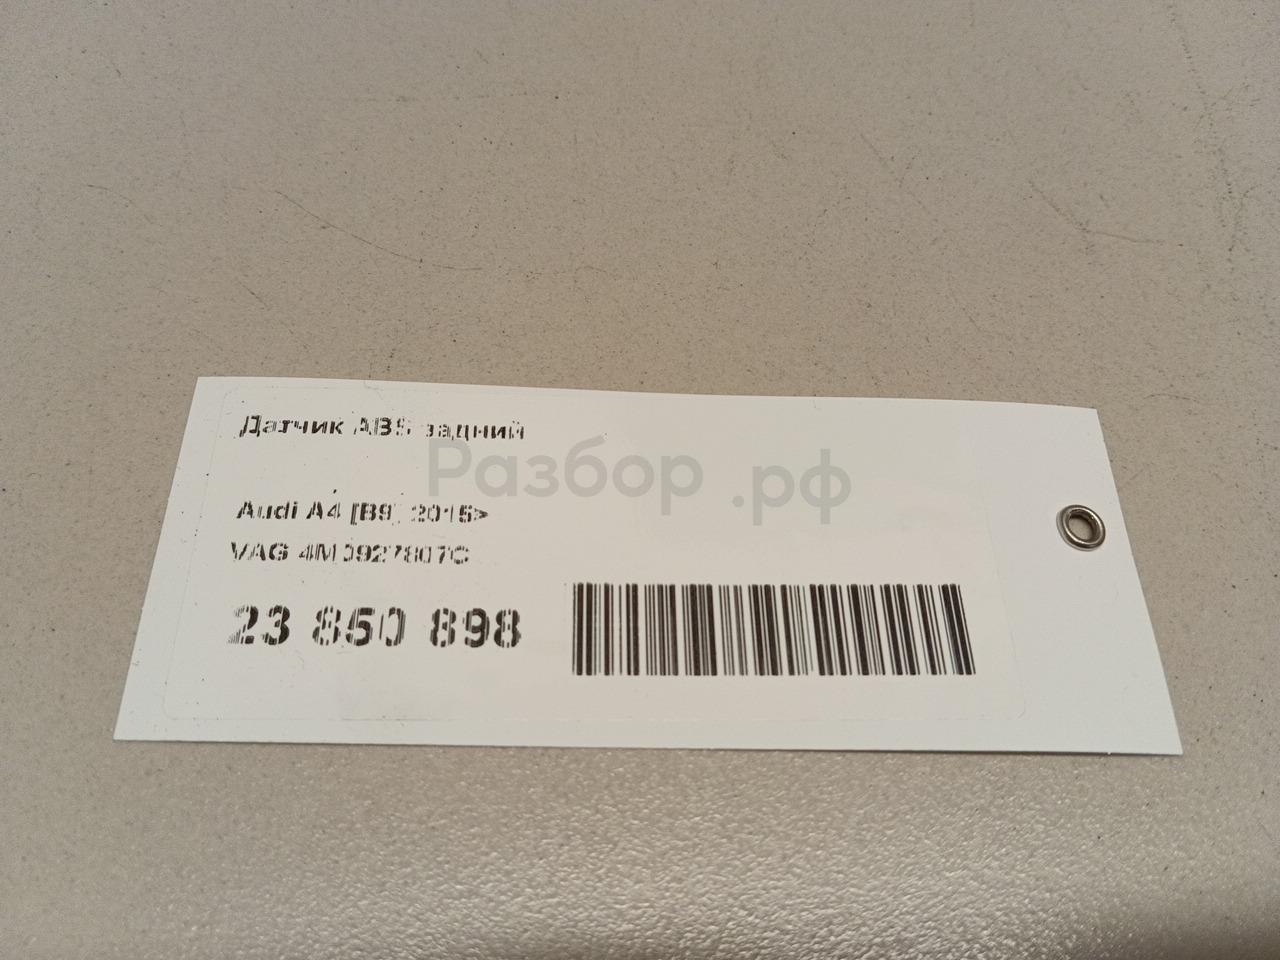 Датчик ABS задний
Разбор.рф
Audi A4 [B9] 2015>
VAG 4M0927807C
23 850 898